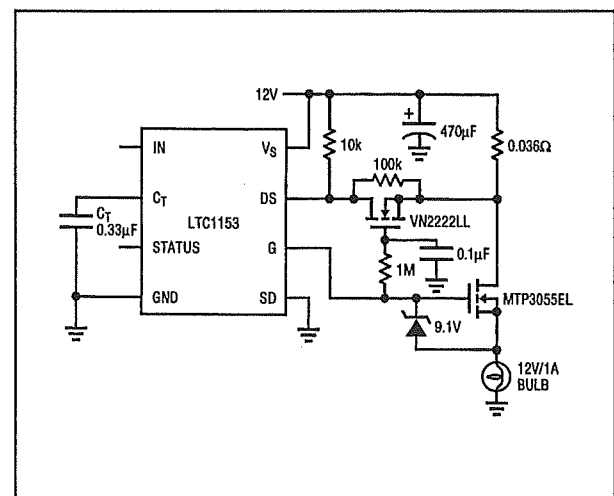 12V
+
470µF
0.036Ω
10k
100k
IN
VS
CT
DS
VN2222LL
CT
0.33µF
LTC1153
STATUS
G
1M
0.1µF
MTP3055EL
GND
SD
9.1V
12V/1A
BULB